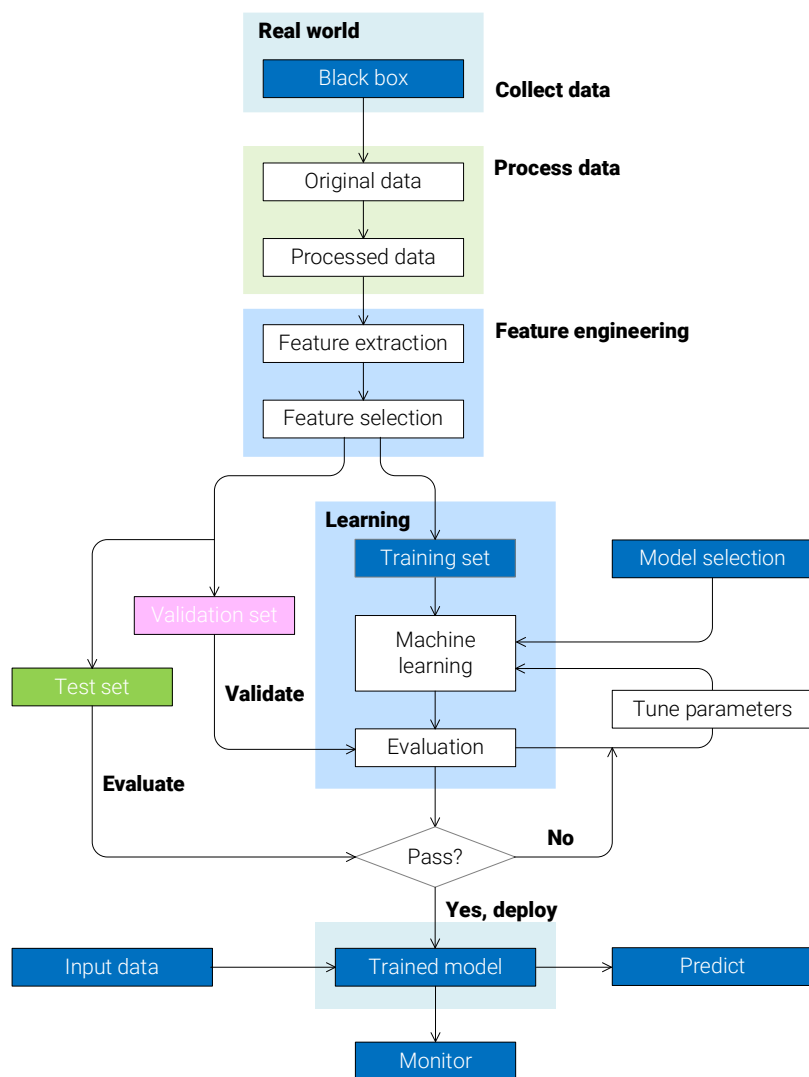 Real world
Black box
Collect data
Process data
Original data
Processed data
Feature engineering
Feature extraction
Feature selection
Learning
Training set
Model selection
Validation set
Machine
learning
Test set
Validate
Tune parameters
Evaluation
Evaluate
No
Pass?
Yes, deploy
Input data
Trained model
Predict
Monitor